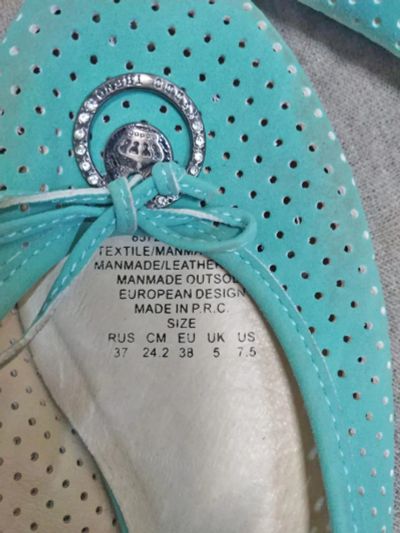 TEXTILE/MANMA
MANMADE/LEATHER
MANMADE OUTSOL
EUROPEAN DESIGN
MADE IN P.R.C.
SIZE
RUS CM EU UK US
37 24.2 38 5 7.5